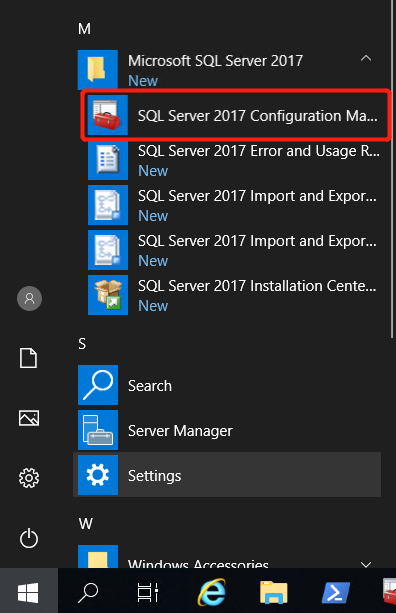 M
Microsoft SQL Server 2017
New
SQL Server 2017 Configuration Ma...
SQL Server 2017 Error and Usage R...
New
SQL Server 2017 Import and Expor...
New
SQL Server 2017 Import and Expor...
New
SQL Server 2017 Installation Cente...
New
S
Search
Server Manager
Settings
W
Windows Accessories